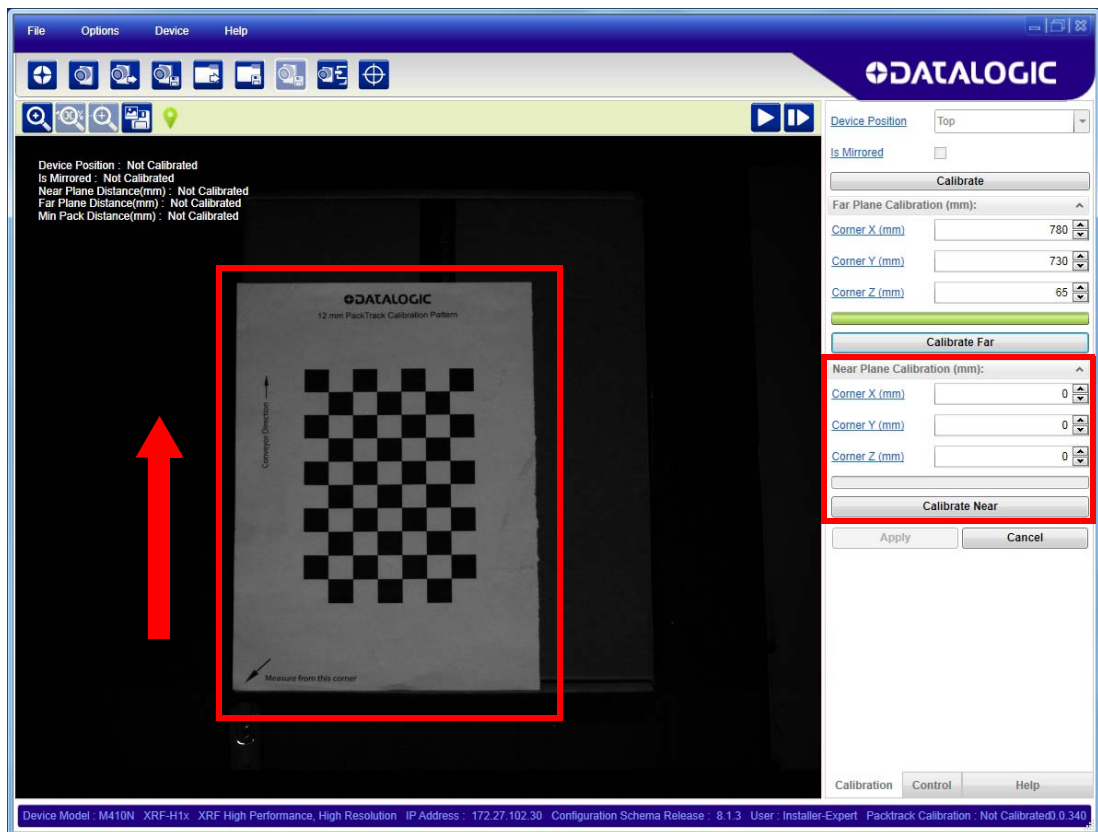 File Options Device Help
DATALOGIC
100%
Device Position Top
Is Mirrored
Calibrate
Far Plane Calibration (mm):
Corner X (mm) 780
Corner Y (mm) 730
Corner Z (mm) 65
Calibrate Far
Near Plane Calibration (mm):
Corner X (mm) 0
Corner Y (mm) 0
Corner Z (mm) 0
Calibrate Near
Apply Cancel
Device Position : Not Calibrated
Is Mirrored : Not Calibrated
Near Plane Distance(mm) : Not Calibrated
Far Plane Distance(mm) : Not Calibrated
Min Pack Distance(mm) : Not Calibrated
DATALOGIC
12 mm PackTrack Calibration Pattern
Conveyor Direction
Measure from this corner
Calibration Control Help
Device Model : M410N XRF-H1x XRF High Performance, High Resolution IP Address : 172.27.102.30 Configuration Schema Release : 8.1.3 User : Installer-Expert Packtrack Calibration : Not Calibrated0.0.340